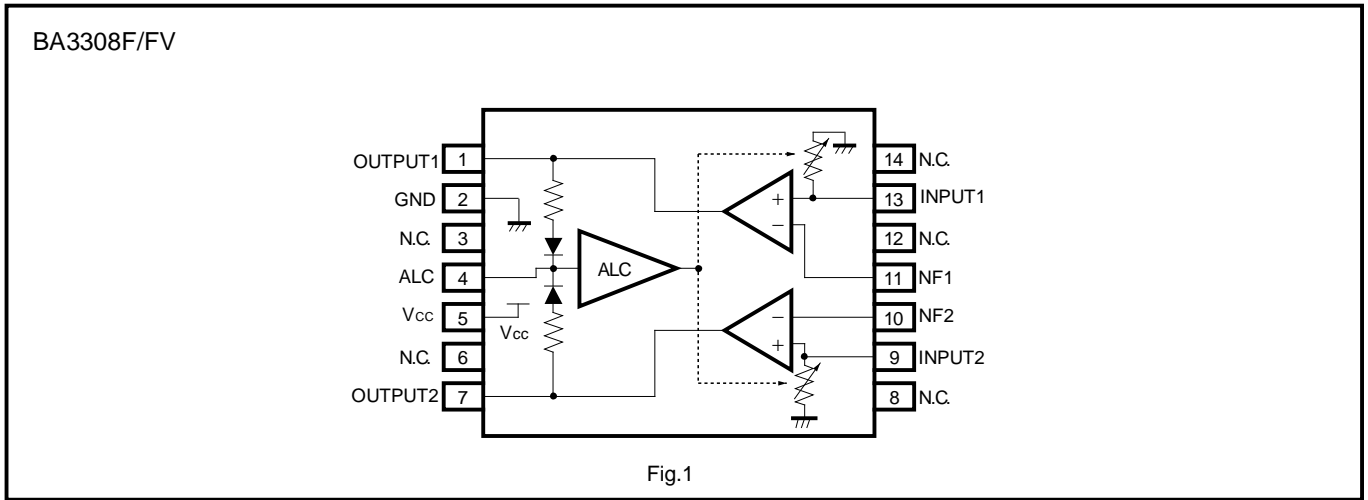 BA3308F/FV
OUTPUT1 1
GND 2
N.C. 3
ALC 4
Vcc 5
N.C. 6
OUTPUT2 7
Vcc
ALC
+
−
−
+
14 N.C.
13 INPUT1
12 N.C.
11 NF1
10 NF2
9 INPUT2
8 N.C.
Fig.1